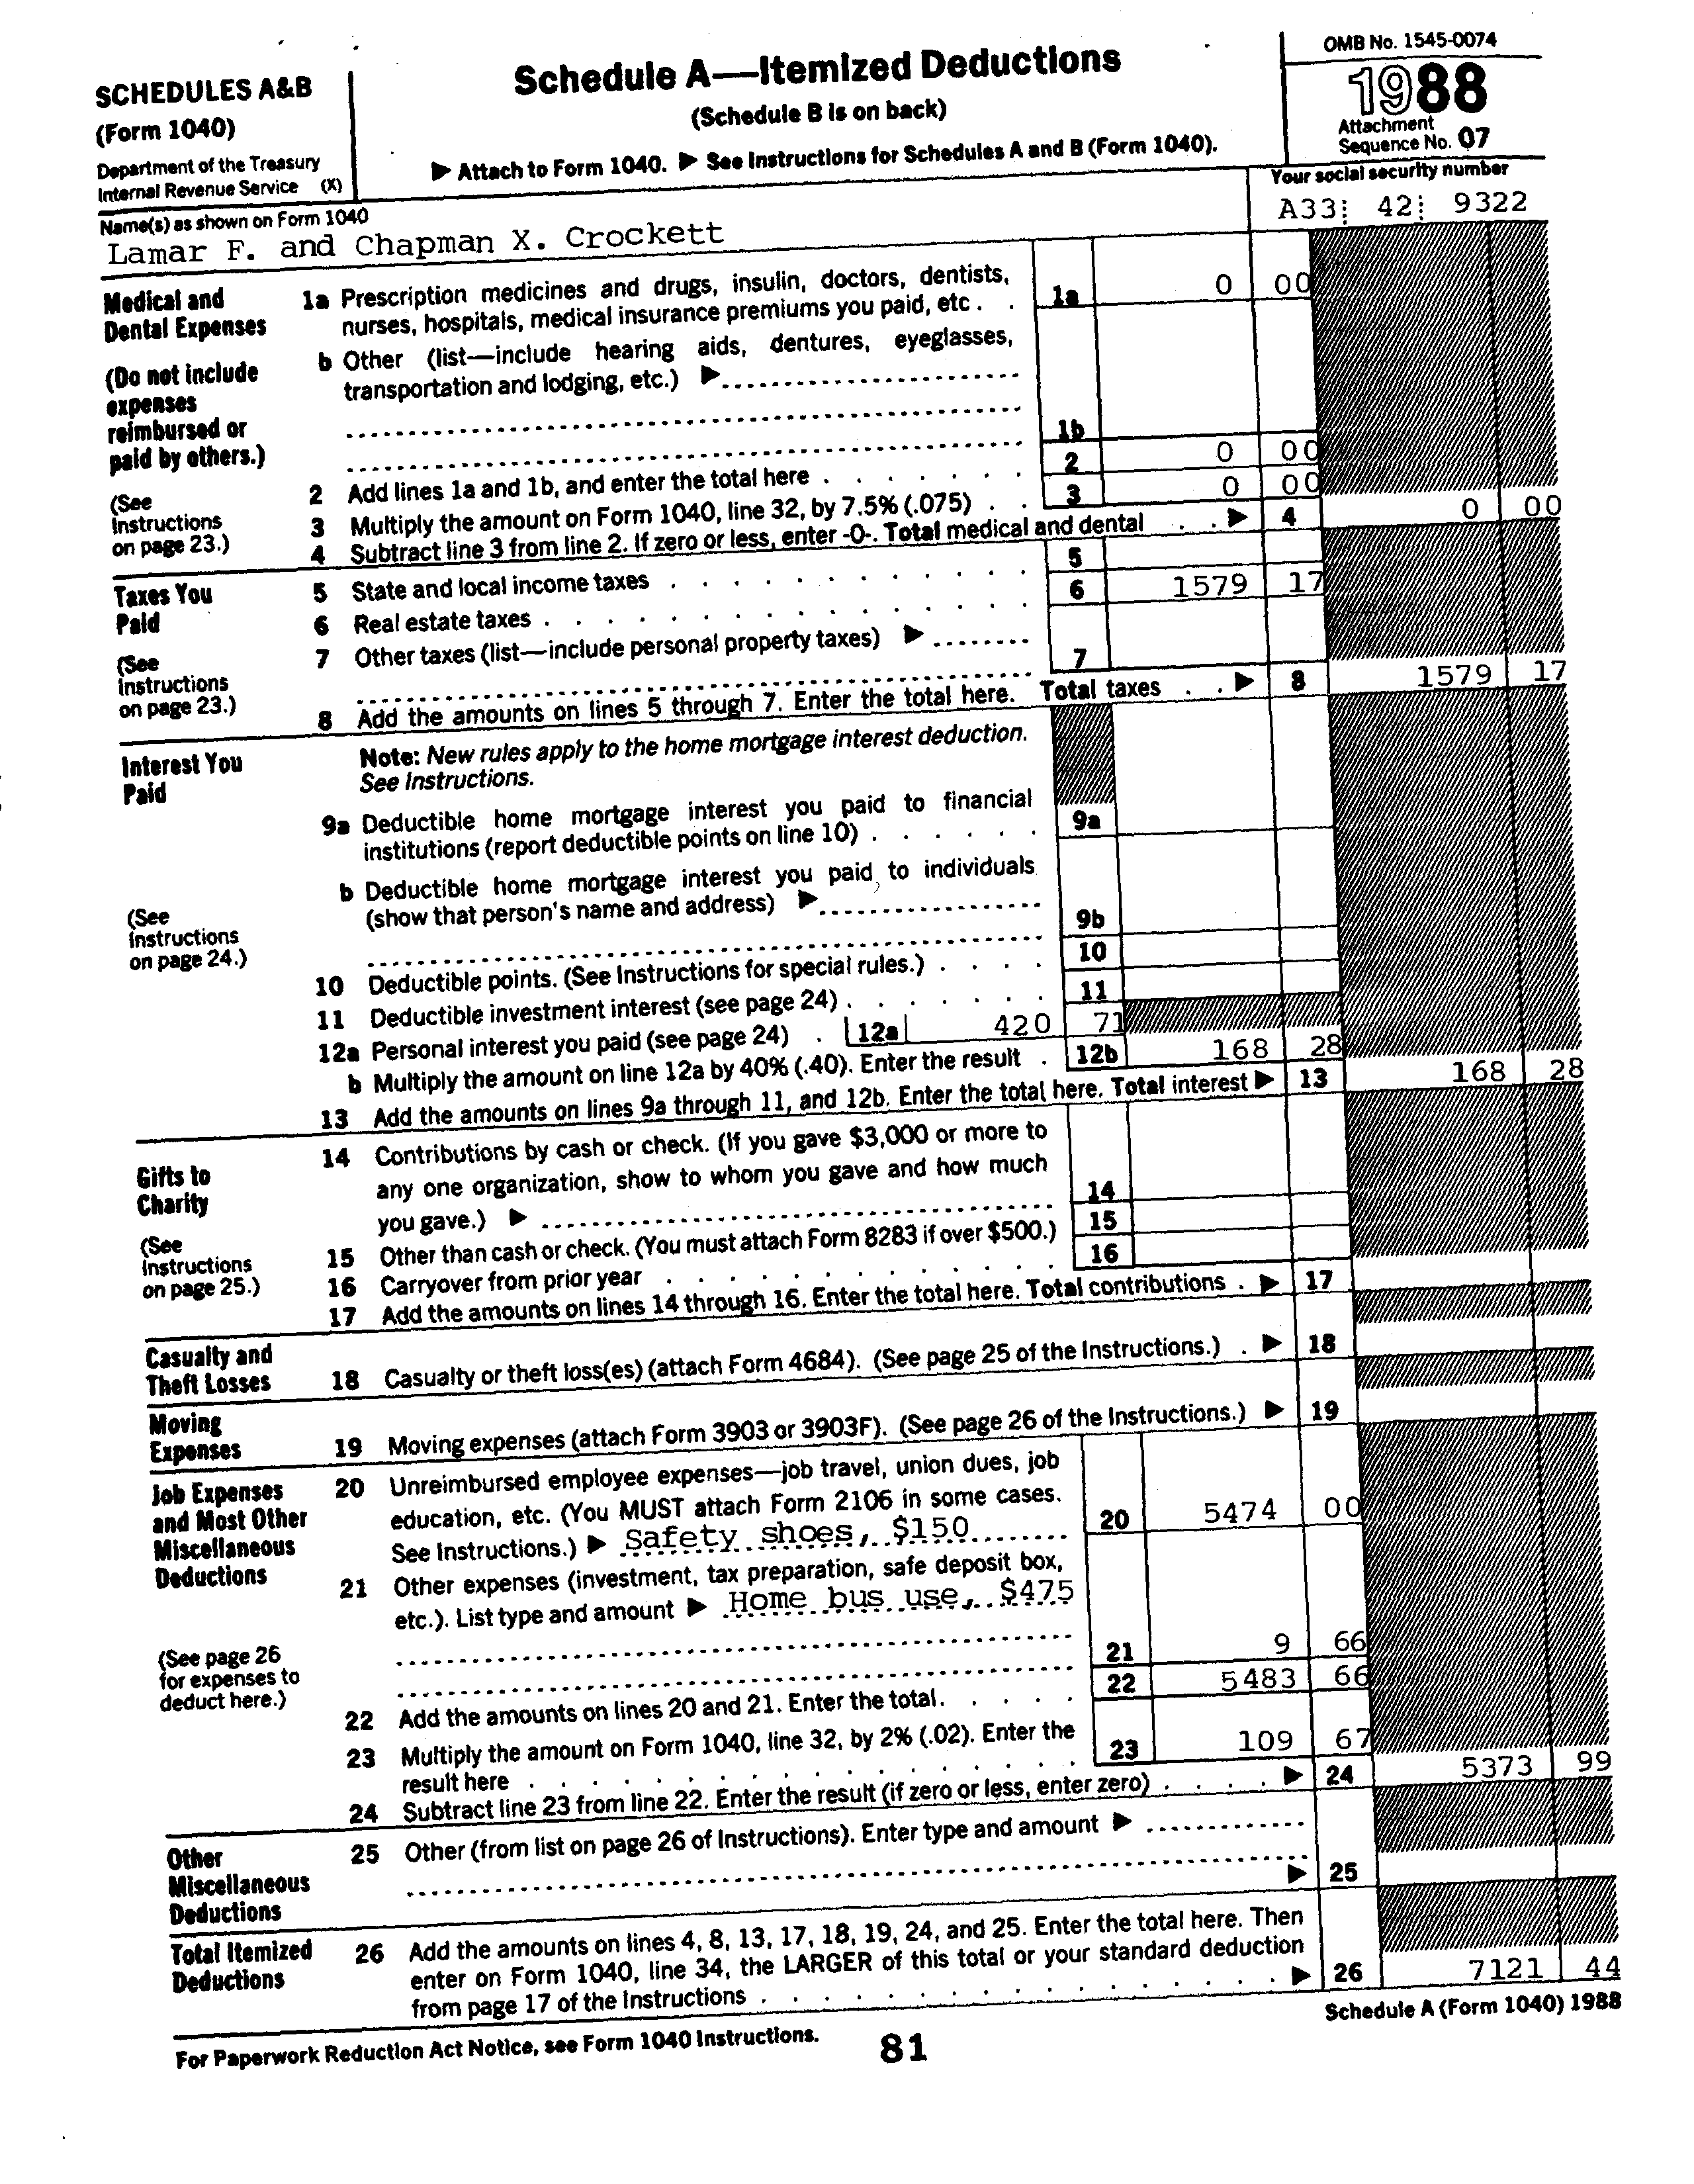 SCHEDULES A&B
(Form 1040)
Department of the Treasury
Internal Revenue Service (X)
Schedule A—Itemized Deductions
(Schedule B is on back)
▶ Attach to Form 1040. ▶ See Instructions for Schedules A and B (Form 1040).
OMB No. 1545-0074
1988
Attachment
Sequence No. 07
Name(s) as shown on Form 1040
Lamar F. and Chapman X. Crockett
Your social security number
A33 42 9322
Medical and
Dental Expenses
(Do not include
expenses
reimbursed or
paid by others.)
(See
Instructions
on page 23.)
1a Prescription medicines and drugs, insulin, doctors, dentists,
nurses, hospitals, medical insurance premiums you paid, etc . . 1a 0 00
b Other (list—include hearing aids, dentures, eyeglasses,
transportation and lodging, etc.) ▶
1b
2 Add lines 1a and 1b, and enter the total here . . . . . . . 2 0 00
3 Multiply the amount on Form 1040, line 32, by 7.5% (.075) . . 3 0 00
4 Subtract line 3 from line 2. If zero or less, enter -0-. Total medical and dental . . ▶ 4 0 00
Taxes You
Paid
(See
Instructions
on page 23.)
5 State and local income taxes . . . . . . . . . . . . 5
6 Real estate taxes . . . . . . . . . . . . . . . 6 1579 17
7 Other taxes (list—include personal property taxes) ▶
7
8 Add the amounts on lines 5 through 7. Enter the total here. Total taxes . . ▶ 8 1579 17
Interest You
Paid
(See
Instructions
on page 24.)
Note: New rules apply to the home mortgage interest deduction.
See Instructions.
9a Deductible home mortgage interest you paid to financial
institutions (report deductible points on line 10) . . . . . . 9a
b Deductible home mortgage interest you paid to individuals
(show that person's name and address) ▶
9b
10 Deductible points. (See Instructions for special rules.) . . . . 10
11 Deductible investment interest (see page 24) . . . . . . . 11
12a Personal interest you paid (see page 24) . 12a 420 71
b Multiply the amount on line 12a by 40% (.40). Enter the result . 12b 168 28
13 Add the amounts on lines 9a through 11, and 12b. Enter the total here. Total interest ▶ 13 168 28
Gifts to
Charity
(See
Instructions
on page 25.)
14 Contributions by cash or check. (If you gave $3,000 or more to
any one organization, show to whom you gave and how much
you gave.) ▶ 14
15 Other than cash or check. (You must attach Form 8283 if over $500.) 15
16 Carryover from prior year . . . . . . . . . . . . 16
17 Add the amounts on lines 14 through 16. Enter the total here. Total contributions . ▶ 17
Casualty and
Theft Losses
18 Casualty or theft loss(es) (attach Form 4684). (See page 25 of the Instructions.) . ▶ 18
Moving
Expenses
19 Moving expenses (attach Form 3903 or 3903F). (See page 26 of the Instructions.) ▶ 19
Job Expenses
and Most Other
Miscellaneous
Deductions
(See page 26
for expenses to
deduct here.)
20 Unreimbursed employee expenses—job travel, union dues, job
education, etc. (You MUST attach Form 2106 in some cases.
See Instructions.) ▶ Safety shoes, $150 20 5474 00
21 Other expenses (investment, tax preparation, safe deposit box,
etc.). List type and amount ▶ Home bus use, $475
21 9 66
22 Add the amounts on lines 20 and 21. Enter the total. . . . . 22 5483 66
23 Multiply the amount on Form 1040, line 32, by 2% (.02). Enter the
result here . . . . . . . . . . . . . . . . 23 109 67
24 Subtract line 23 from line 22. Enter the result (if zero or less, enter zero) . . . . ▶ 24 5373 99
Other
Miscellaneous
Deductions
25 Other (from list on page 26 of Instructions). Enter type and amount ▶
▶ 25
Total Itemized
Deductions
26 Add the amounts on lines 4, 8, 13, 17, 18, 19, 24, and 25. Enter the total here. Then
enter on Form 1040, line 34, the LARGER of this total or your standard deduction
from page 17 of the Instructions . . . . . . . . . . . . . . ▶ 26 7121 44
For Paperwork Reduction Act Notice, see Form 1040 Instructions.
81
Schedule A (Form 1040) 1988